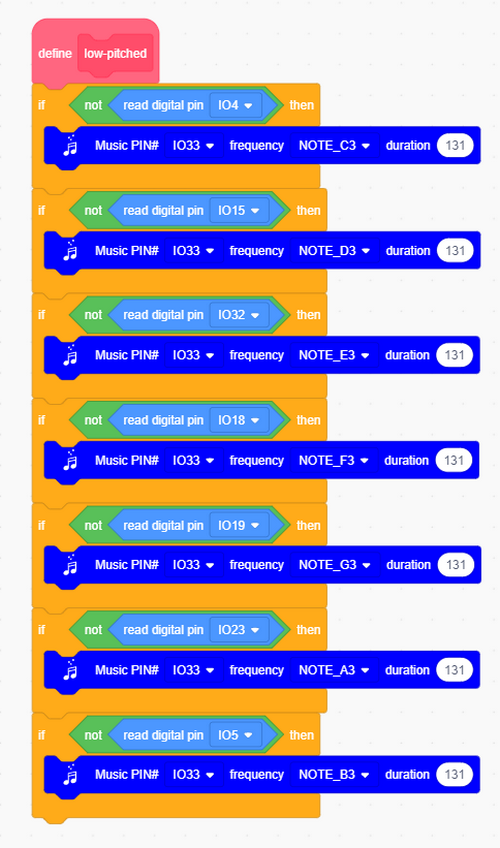 define low-pitched
if not read digital pin IO4 then
Music PIN# IO33 frequency NOTE_C3 duration 131
if not read digital pin IO15 then
Music PIN# IO33 frequency NOTE_D3 duration 131
if not read digital pin IO32 then
Music PIN# IO33 frequency NOTE_E3 duration 131
if not read digital pin IO18 then
Music PIN# IO33 frequency NOTE_F3 duration 131
if not read digital pin IO19 then
Music PIN# IO33 frequency NOTE_G3 duration 131
if not read digital pin IO23 then
Music PIN# IO33 frequency NOTE_A3 duration 131
if not read digital pin IO5 then
Music PIN# IO33 frequency NOTE_B3 duration 131